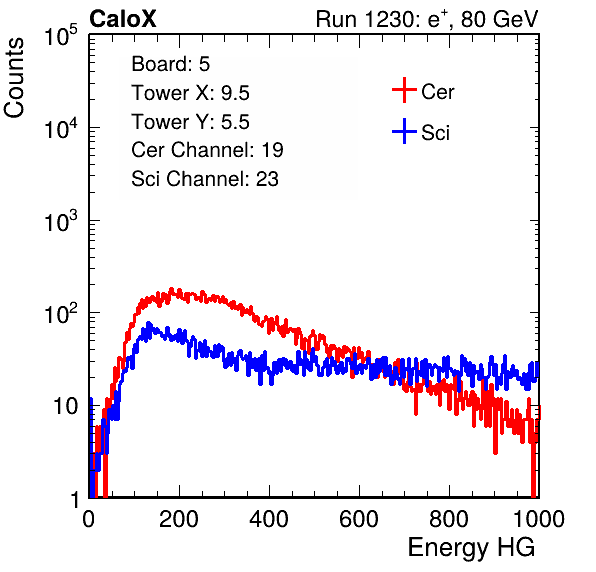 CaloX Run 1230: e⁺, 80 GeV
Counts
Board: 5
Tower X: 9.5
Tower Y: 5.5
Cer Channel: 19
Sci Channel: 23
Cer
Sci
10⁵
10⁴
10³
10²
10
1
0 200 400 600 800 1000
Energy HG